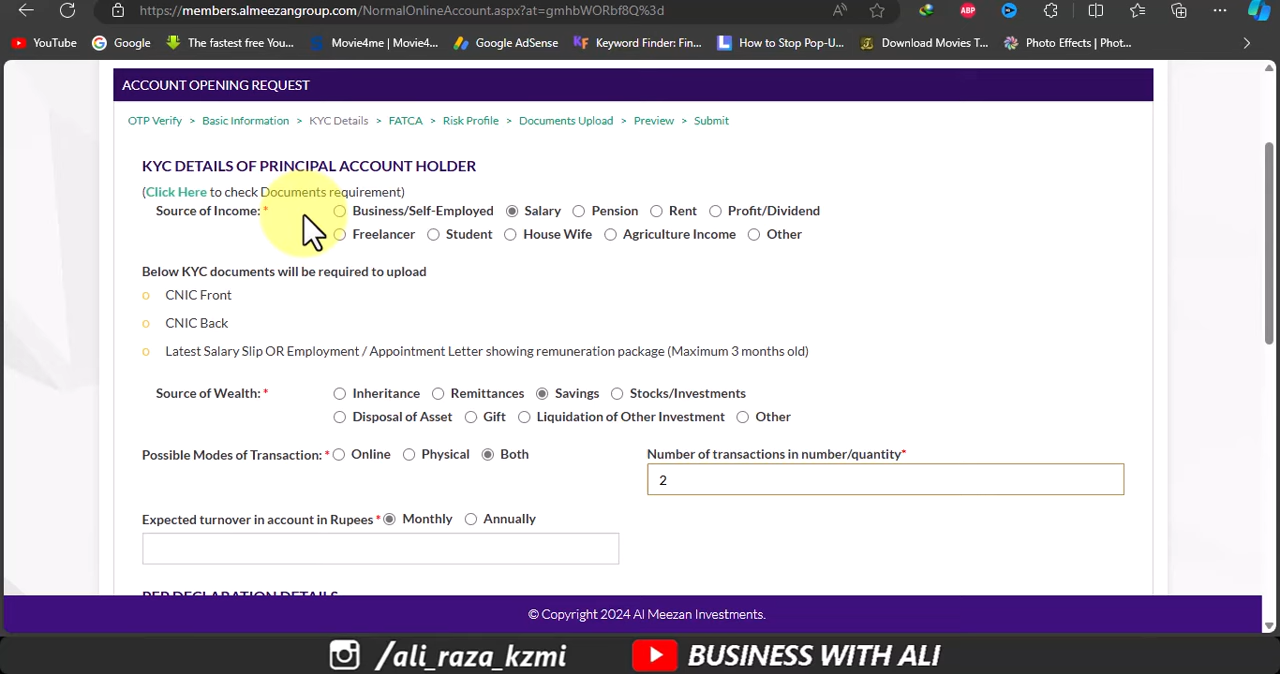 https://members.almeezangroup.com/NormalOnlineAccount.aspx?at=gmhbWORbf8Q%3d
YouTube Google The fastest free You... Movie4me | Movie4... Google AdSense Keyword Finder: Fin... How to Stop Pop-U... Download Movies T... Photo Effects | Phot...
ACCOUNT OPENING REQUEST
OTP Verify > Basic Information > KYC Details > FATCA > Risk Profile > Documents Upload > Preview > Submit
KYC DETAILS OF PRINCIPAL ACCOUNT HOLDER
(Click Here to check Documents requirement)
Source of Income: * Business/Self-Employed Salary Pension Rent Profit/Dividend
Freelancer Student House Wife Agriculture Income Other
Below KYC documents will be required to upload
o CNIC Front
o CNIC Back
o Latest Salary Slip OR Employment / Appointment Letter showing remuneration package (Maximum 3 months old)
Source of Wealth: * Inheritance Remittances Savings Stocks/Investments
Disposal of Asset Gift Liquidation of Other Investment Other
Possible Modes of Transaction: * Online Physical Both Number of transactions in number/quantity*
2
Expected turnover in account in Rupees * Monthly Annually
PEP DECLARATION DETAILS
© Copyright 2024 Al Meezan Investments.
/ali_raza_kzmi BUSINESS WITH ALI